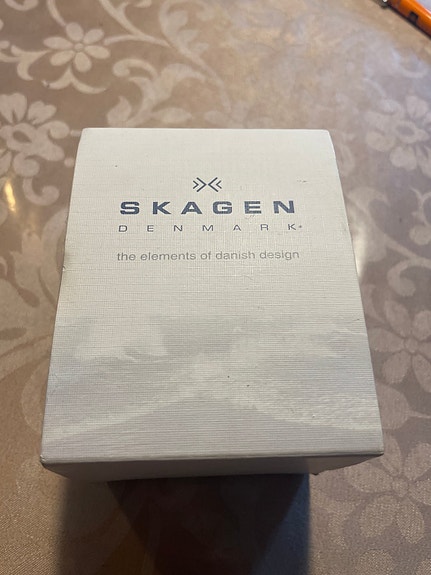 SKAGEN
DENMARK
the elements of danish design